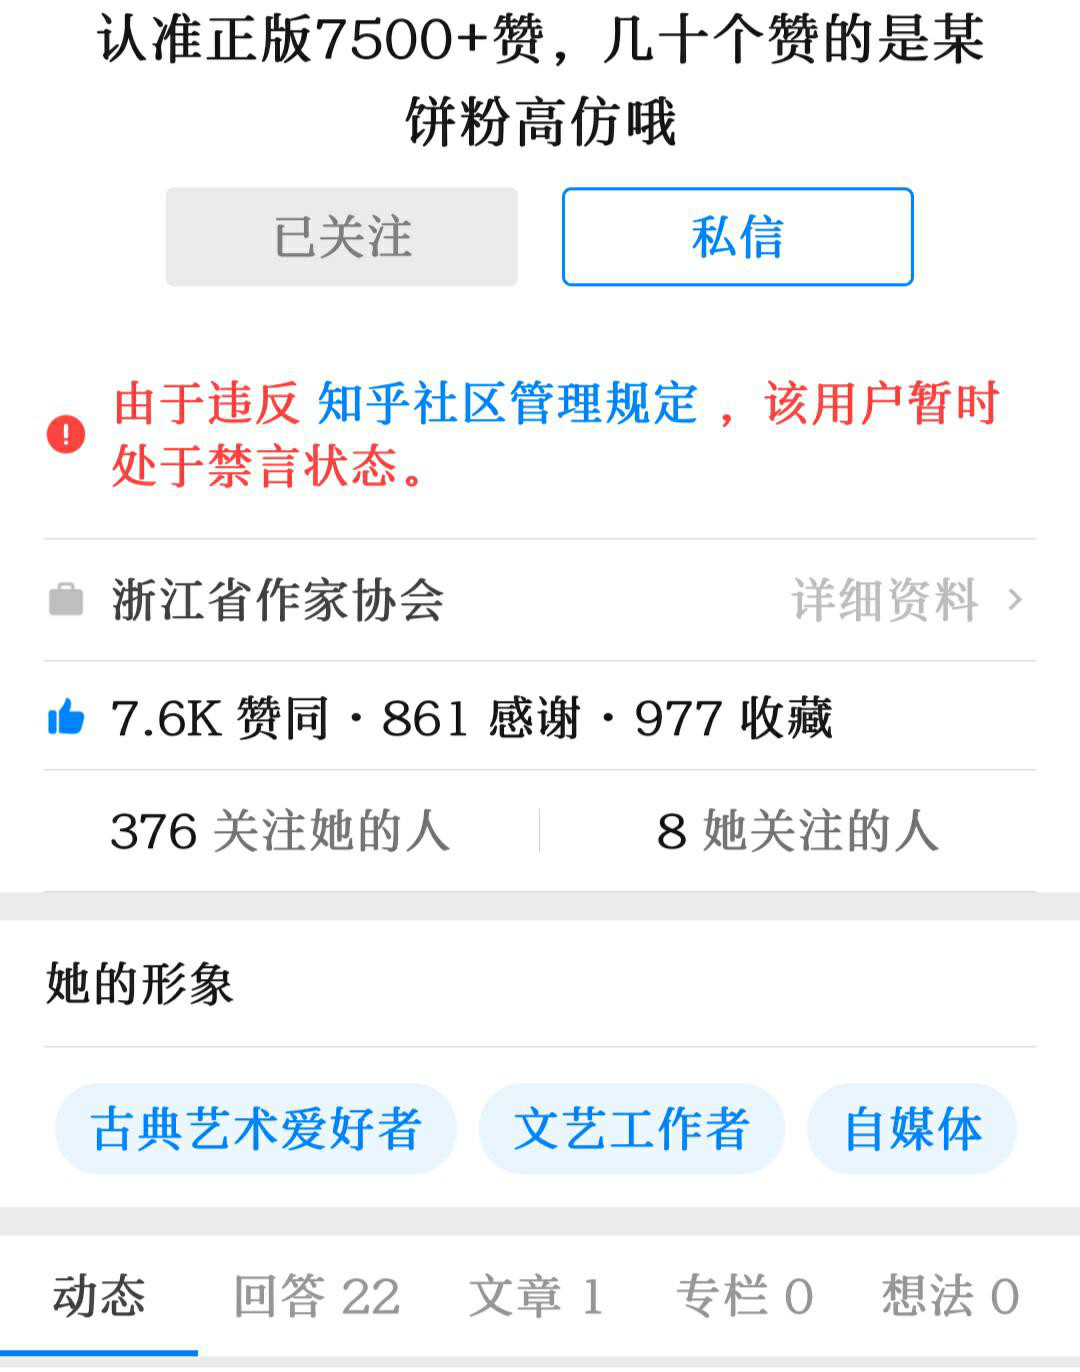 认准正版7500+赞，几十个赞的是某
饼粉高仿哦
已关注 私信
由于违反 知乎社区管理规定 ，该用户暂时
处于禁言状态。
浙江省作家协会 详细资料
7.6K 赞同 · 861 感谢 · 977 收藏
376 关注她的人 8 她关注的人
她的形象
古典艺术爱好者 文艺工作者 自媒体
动态 回答 22 文章 1 专栏 0 想法 0